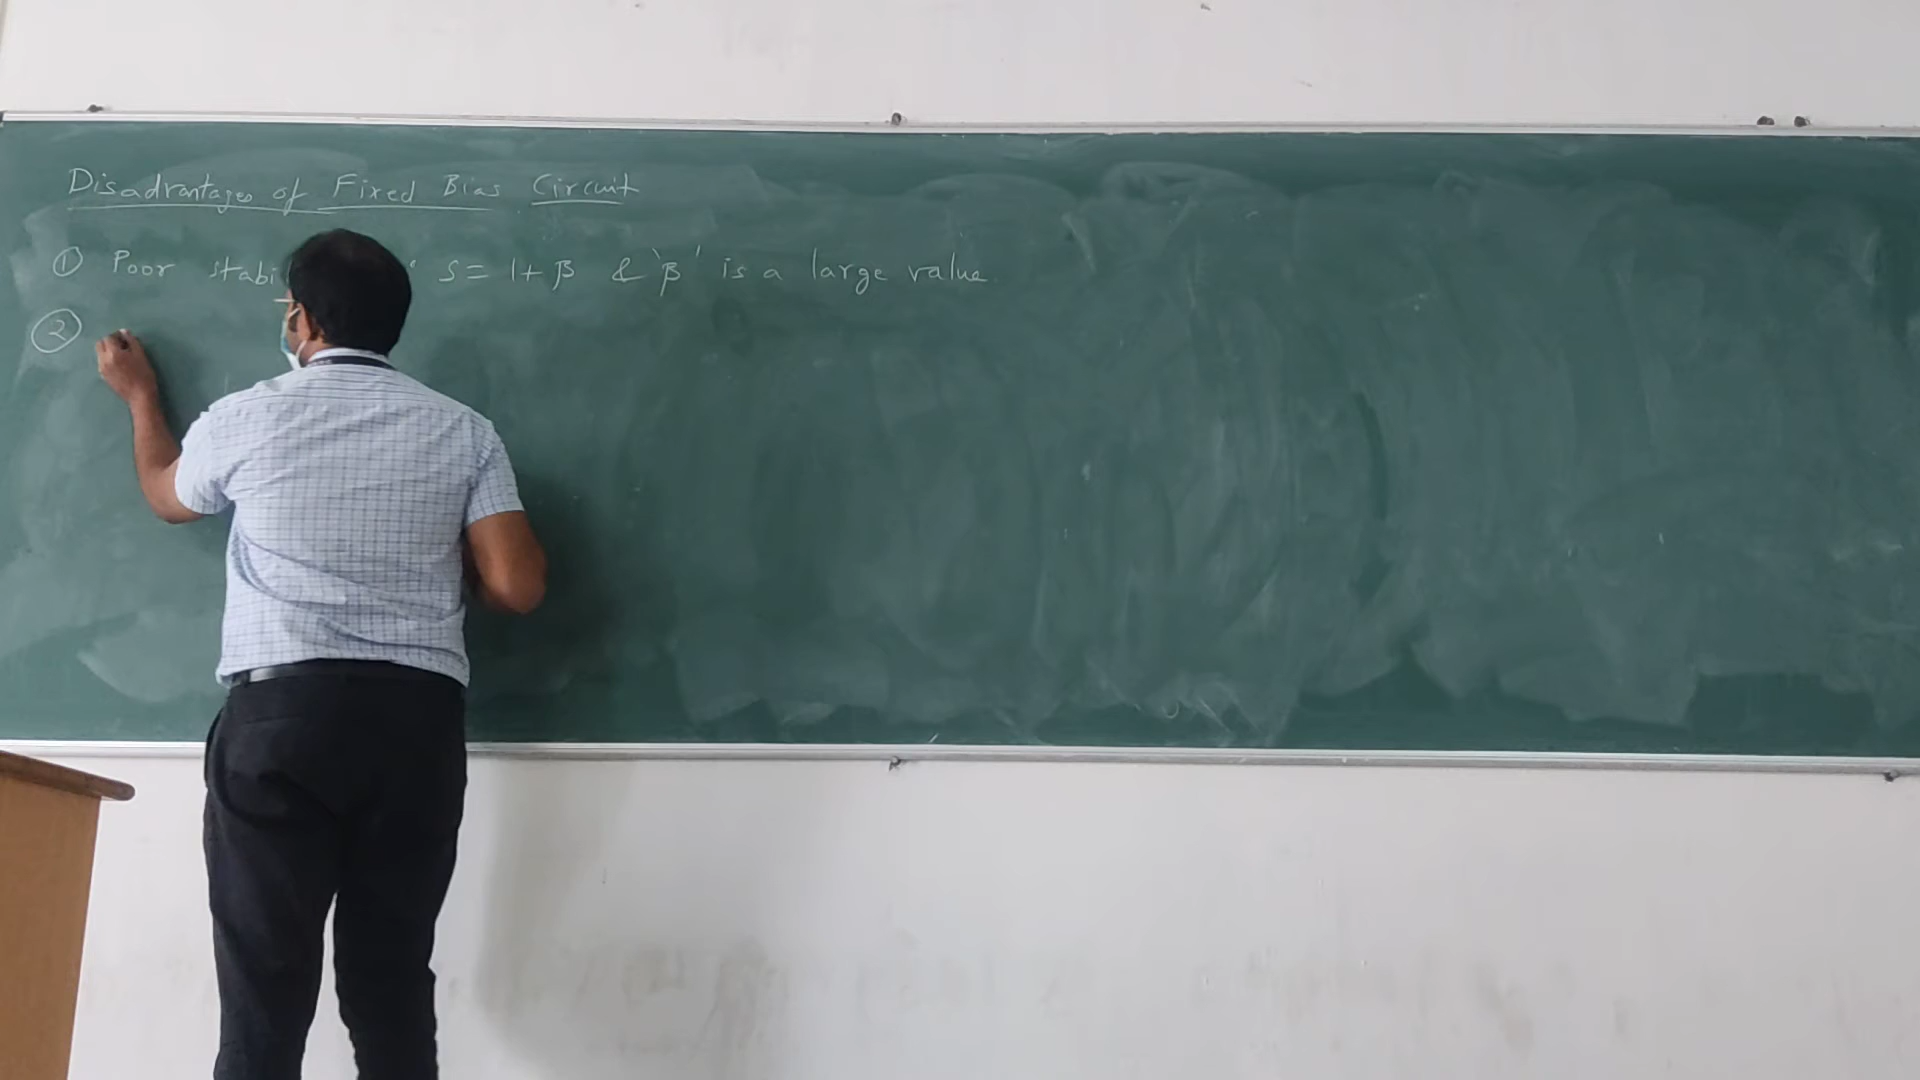 Disadvantages of Fixed Bias Circuit
① Poor stabi S = 1 + β & 'β' is a large value.
②